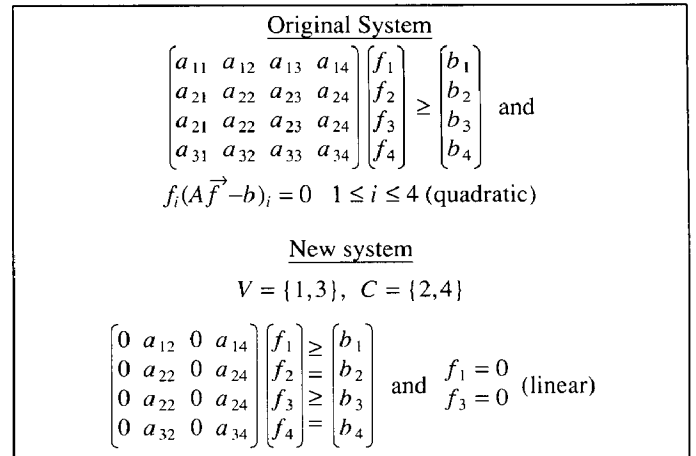 Original System
a₁₁ a₁₂ a₁₃ a₁₄ f₁ b₁
a₂₁ a₂₂ a₂₃ a₂₄ f₂ ≥ b₂ and
a₂₁ a₂₂ a₂₃ a₂₄ f₃ b₃
a₃₁ a₃₂ a₃₃ a₃₄ f₄ b₄
fᵢ(Af⃗ −b)ᵢ = 0 1 ≤ i ≤ 4 (quadratic)
New system
V = {1,3}, C = {2,4}
0 a₁₂ 0 a₁₄ f₁ ≥ b₁
0 a₂₂ 0 a₂₄ f₂ = b₂ and f₁ = 0 (linear)
0 a₂₂ 0 a₂₄ f₃ ≥ b₃ f₃ = 0
0 a₃₂ 0 a₃₄ f₄ = b₄